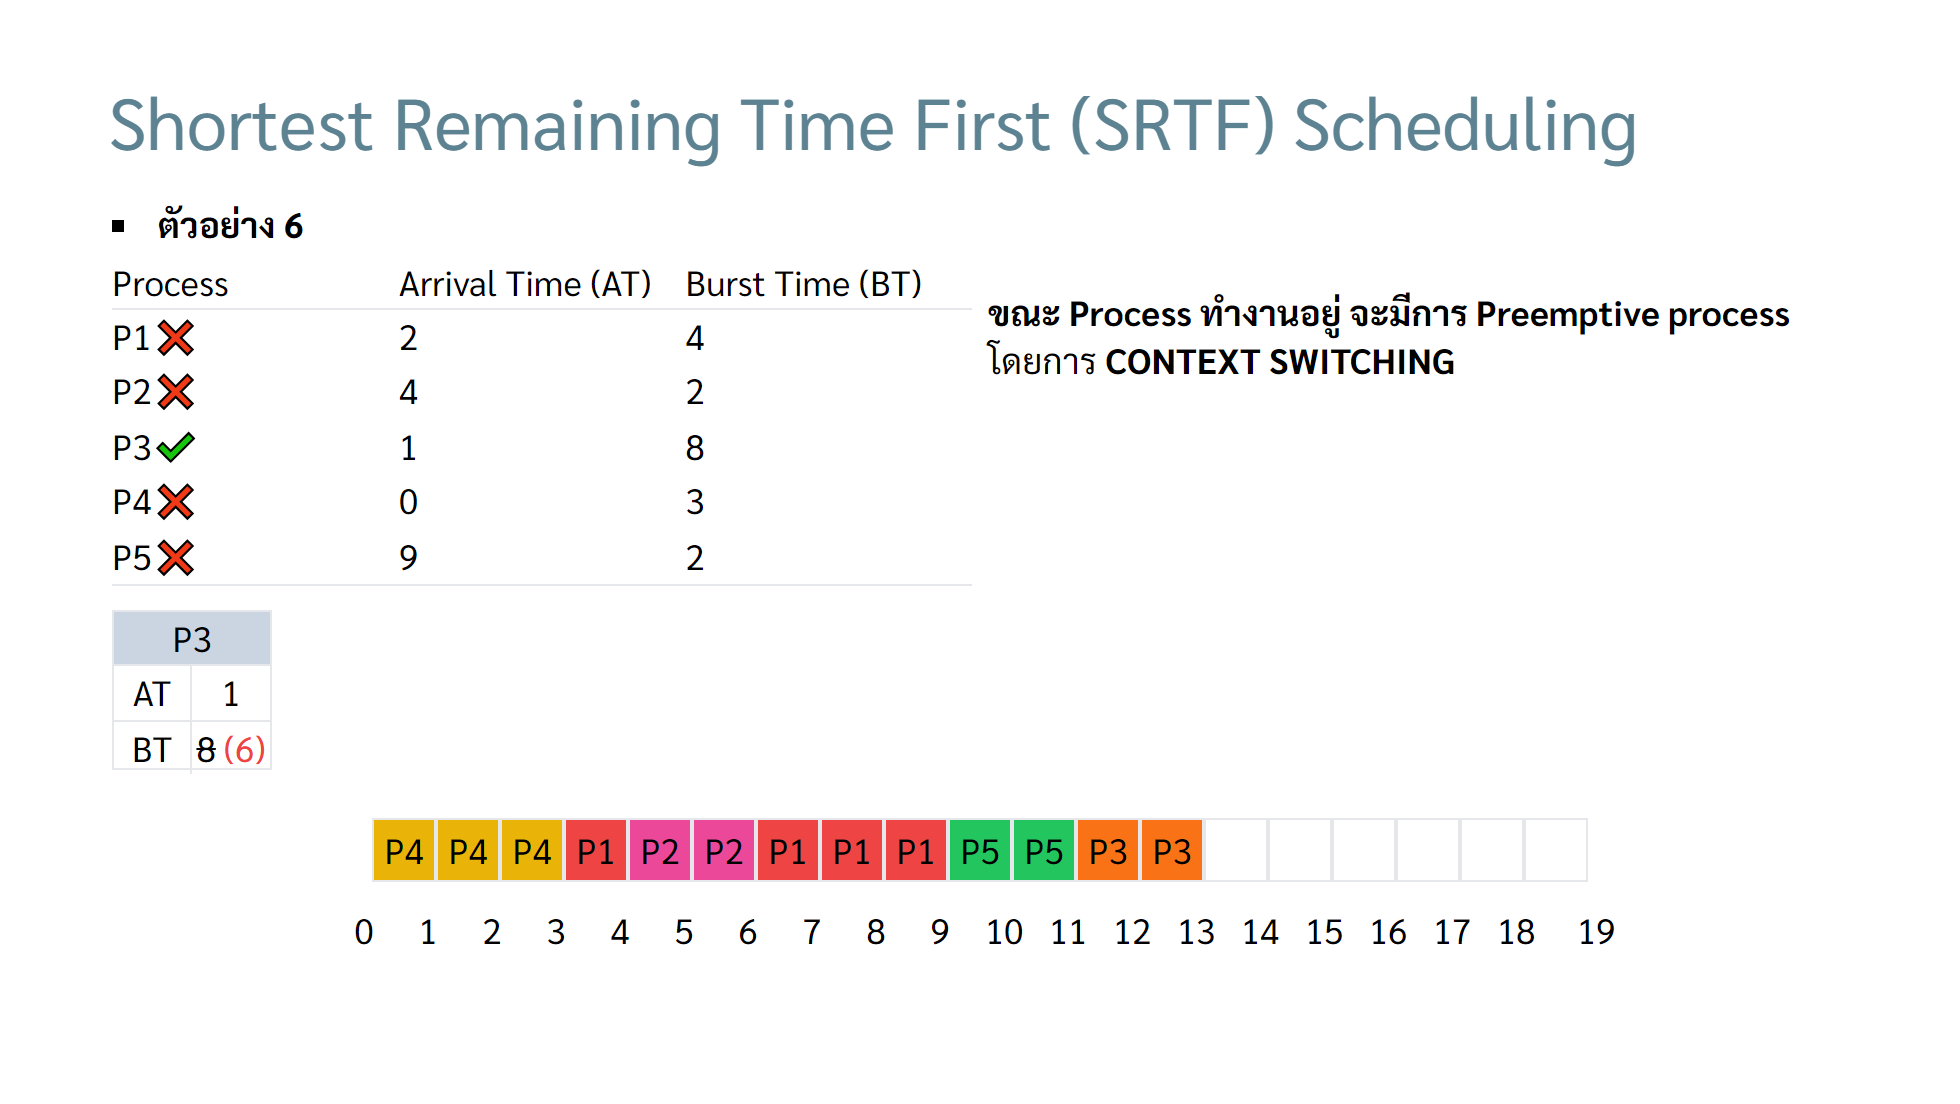 Shortest Remaining Time First (SRTF) Scheduling
ตัวอย่าง 6
Process Arrival Time (AT) Burst Time (BT)
P1 2 4
P2 4 2
P3 1 8
P4 0 3
P5 9 2
ขณะ Process ทำงานอยู่ จะมีการ Preemptive process
โดยการ CONTEXT SWITCHING
P3
AT 1
BT 8 (6)
P4 P4 P4 P1 P2 P2 P1 P1 P1 P5 P5 P3 P3
0 1 2 3 4 5 6 7 8 9 10 11 12 13 14 15 16 17 18 19